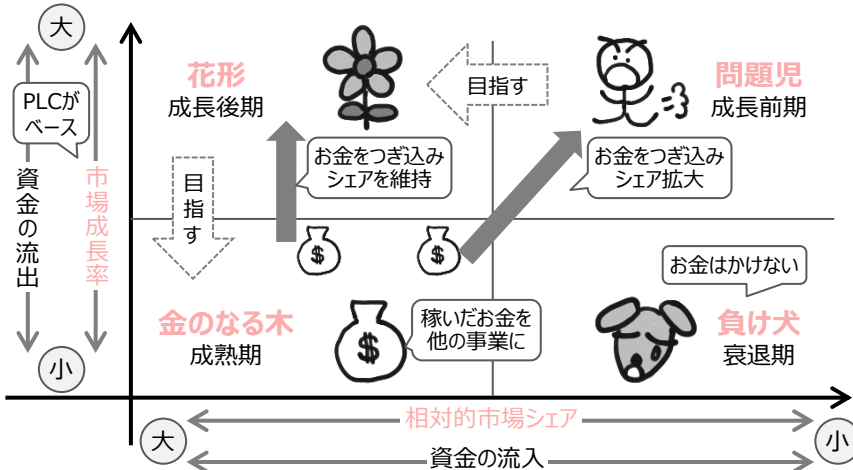 大
PLCが
ベース
資金の流出
市場成長率
小
花形
成長後期
目指す
問題児
成長前期
お金をつぎ込み
シェアを維持
お金をつぎ込み
シェア拡大
目指す
$
$
お金はかけない
金のなる木
成熟期
$
稼いだお金を
他の事業に
負け犬
衰退期
大
相対的市場シェア
小
資金の流入